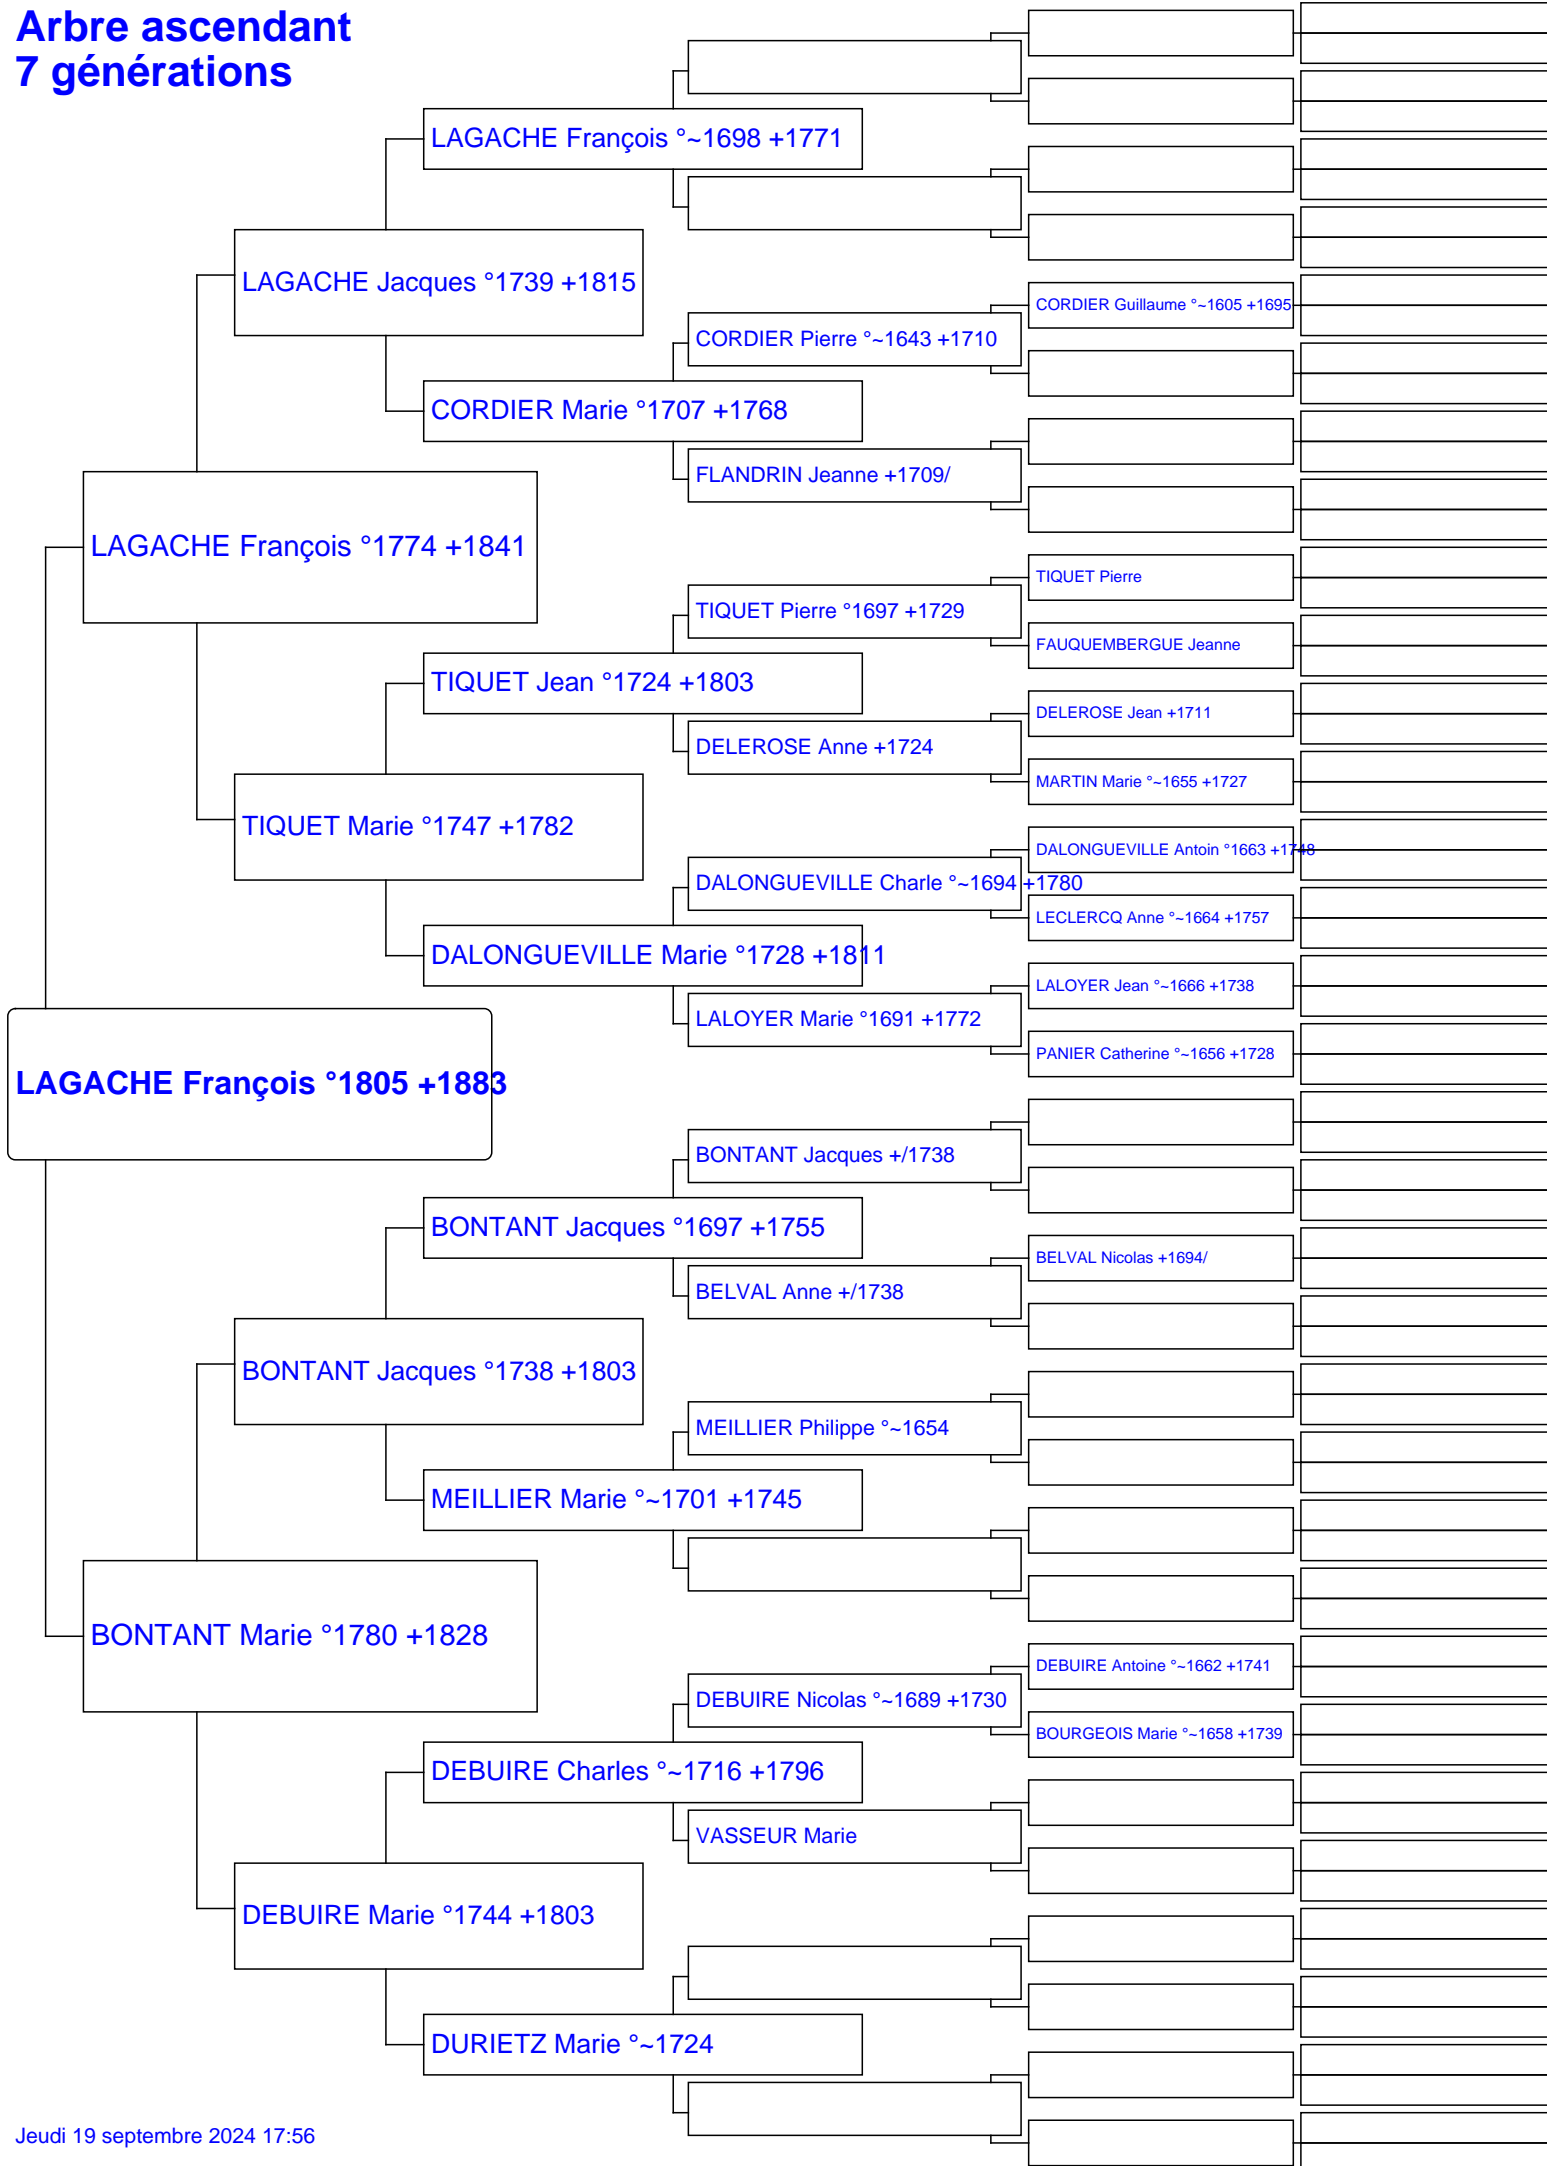 Arbre ascendant
7 générations
LAGACHE François °~1698 +1771
LAGACHE Jacques °1739 +1815
CORDIER Guillaume °~1605 +1695
CORDIER Pierre °~1643 +1710
CORDIER Marie °1707 +1768
FLANDRIN Jeanne +1709/
LAGACHE François °1774 +1841
TIQUET Pierre
TIQUET Pierre °1697 +1729
FAUQUEMBERGUE Jeanne
TIQUET Jean °1724 +1803
DELEROSE Jean +1711
DELEROSE Anne +1724
MARTIN Marie °~1655 +1727
TIQUET Marie °1747 +1782
DALONGUEVILLE Antoin °1663 +1748
DALONGUEVILLE Charle °~1694 +1780
LECLERCQ Anne °~1664 +1757
DALONGUEVILLE Marie °1728 +1811
LALOYER Jean °~1666 +1738
LALOYER Marie °1691 +1772
PANIER Catherine °~1656 +1728
LAGACHE François °1805 +1883
BONTANT Jacques +/1738
BONTANT Jacques °1697 +1755
BELVAL Nicolas +1694/
BELVAL Anne +/1738
BONTANT Jacques °1738 +1803
MEILLIER Philippe °~1654
MEILLIER Marie °~1701 +1745
BONTANT Marie °1780 +1828
DEBUIRE Antoine °~1662 +1741
DEBUIRE Nicolas °~1689 +1730
BOURGEOIS Marie °~1658 +1739
DEBUIRE Charles °~1716 +1796
VASSEUR Marie
DEBUIRE Marie °1744 +1803
DURIETZ Marie °~1724
Jeudi 19 septembre 2024 17:56